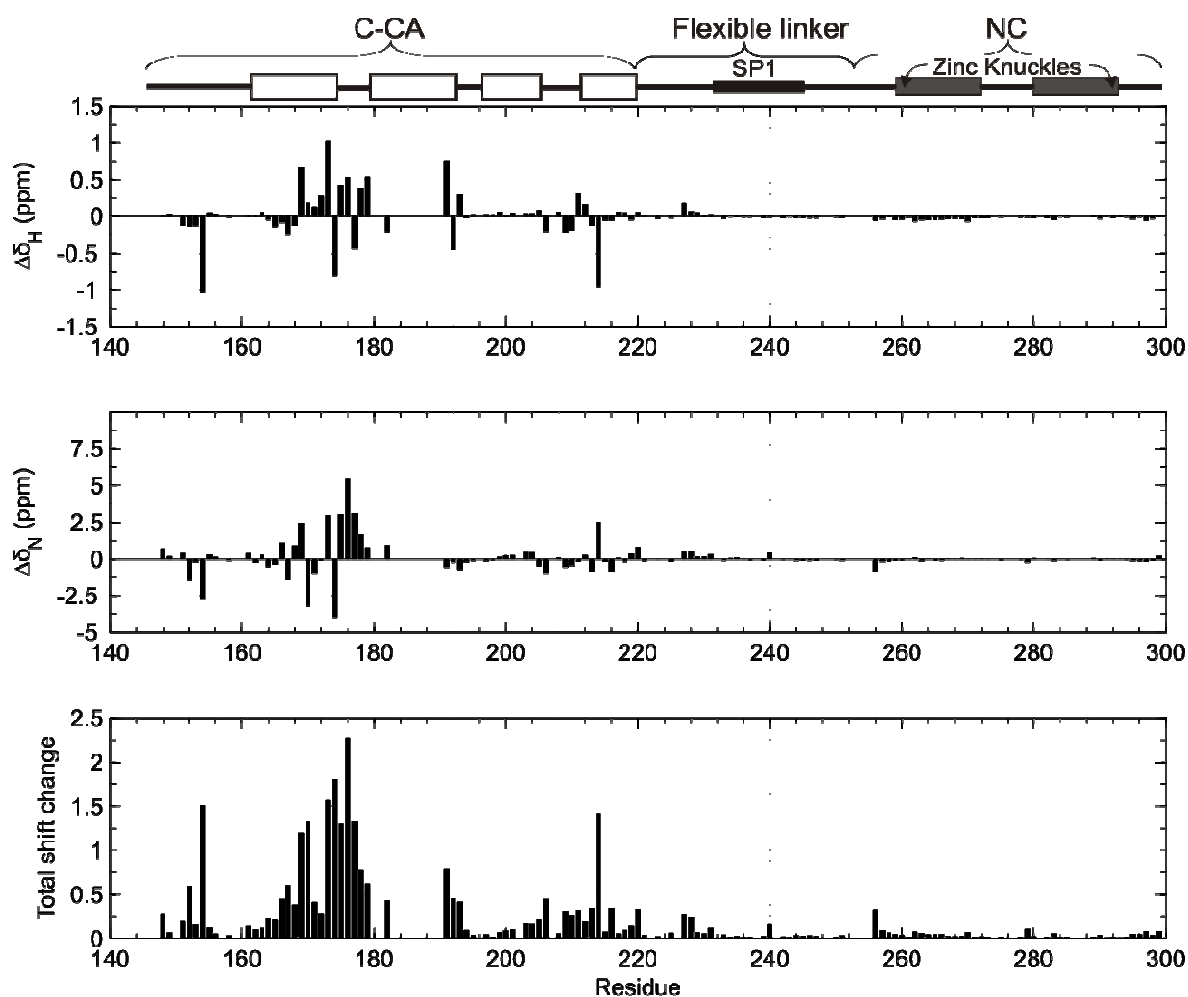 C-CA Flexible linker NC
SP1 Zinc Knuckles
1.5
1
0.5
0
-0.5
-1
-1.5
ΔδH (ppm)
140 160 180 200 220 240 260 280 300
7.5
5
2.5
0
-2.5
-5
ΔδN (ppm)
140 160 180 200 220 240 260 280 300
2.5
2
1.5
1
0.5
0
Total shift change
140 160 180 200 220 240 260 280 300
Residue